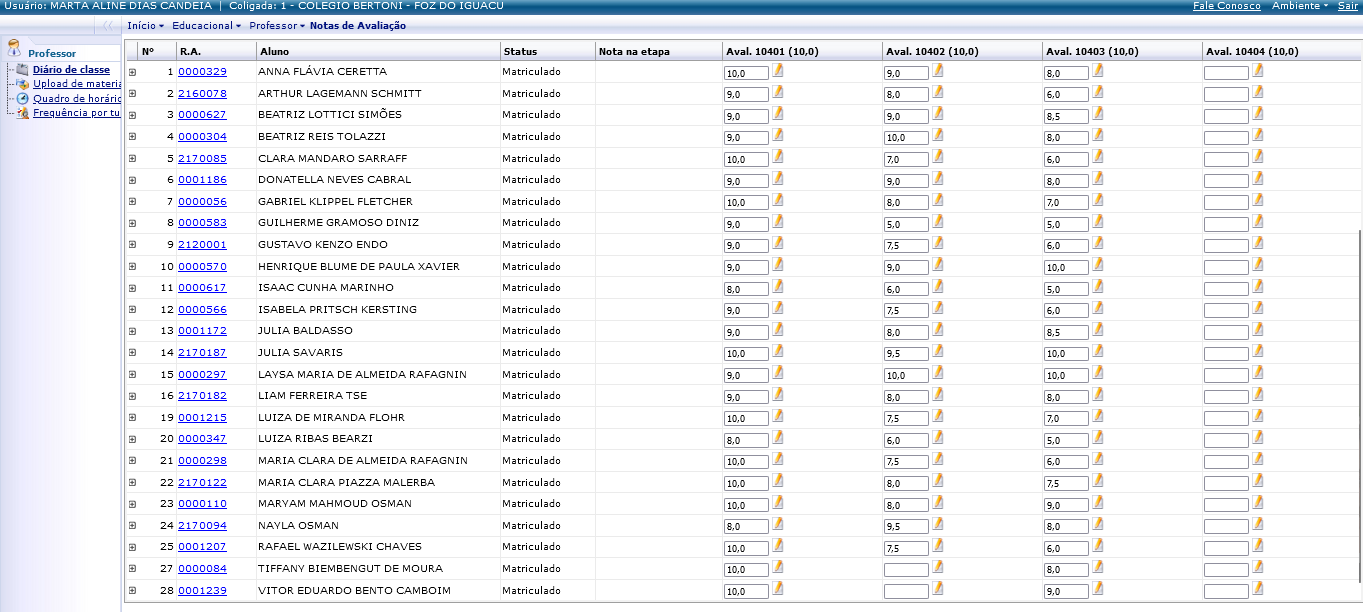 Usuário: MARTA ALINE DIAS CANDEIA | Coligada: 1 - COLEGIO BERTONI - FOZ DO IGUACU Fale Conosco Ambiente Sair
Início Educacional Professor Notas de Avaliação
Professor
Diário de classe
Upload de materia
Quadro de horário
Frequência por tu
Nº R.A. Aluno Status Nota na etapa Aval. 10401 (10,0) Aval. 10402 (10,0) Aval. 10403 (10,0) Aval. 10404 (10,0)
1 0000329 ANNA FLÁVIA CERETTA Matriculado 10,0 9,0 8,0
2 2160078 ARTHUR LAGEMANN SCHMITT Matriculado 9,0 8,0 6,0
3 0000627 BEATRIZ LOTTICI SIMÕES Matriculado 9,0 9,0 8,5
4 0000304 BEATRIZ REIS TOLAZZI Matriculado 9,0 10,0 8,0
5 2170085 CLARA MANDARO SARRAFF Matriculado 10,0 7,0 6,0
6 0001186 DONATELLA NEVES CABRAL Matriculado 9,0 9,0 8,0
7 0000056 GABRIEL KLIPPEL FLETCHER Matriculado 10,0 8,0 7,0
8 0000583 GUILHERME GRAMOSO DINIZ Matriculado 9,0 5,0 5,0
9 2120001 GUSTAVO KENZO ENDO Matriculado 9,0 7,5 6,0
10 0000570 HENRIQUE BLUME DE PAULA XAVIER Matriculado 9,0 9,0 10,0
11 0000617 ISAAC CUNHA MARINHO Matriculado 8,0 6,0 5,0
12 0000566 ISABELA PRITSCH KERSTING Matriculado 9,0 7,5 6,0
13 0001172 JULIA BALDASSO Matriculado 9,0 8,0 8,5
14 2170187 JULIA SAVARIS Matriculado 10,0 9,5 10,0
15 0000297 LAYSA MARIA DE ALMEIDA RAFAGNIN Matriculado 9,0 10,0 10,0
16 2170182 LIAM FERREIRA TSE Matriculado 9,0 8,0 8,0
19 0001215 LUIZA DE MIRANDA FLOHR Matriculado 10,0 7,5 7,0
20 0000347 LUIZA RIBAS BEARZI Matriculado 8,0 6,0 5,0
21 0000298 MARIA CLARA DE ALMEIDA RAFAGNIN Matriculado 10,0 7,5 6,0
22 2170122 MARIA CLARA PIAZZA MALERBA Matriculado 10,0 8,0 7,5
23 0000110 MARYAM MAHMOUD OSMAN Matriculado 10,0 8,0 9,0
24 2170094 NAYLA OSMAN Matriculado 8,0 9,5 8,0
25 0001207 RAFAEL WAZILEWSKI CHAVES Matriculado 10,0 7,5 6,0
27 0000084 TIFFANY BIEMBENGUT DE MOURA Matriculado 10,0 8,0
28 0001239 VITOR EDUARDO BENTO CAMBOIM Matriculado 10,0 9,0